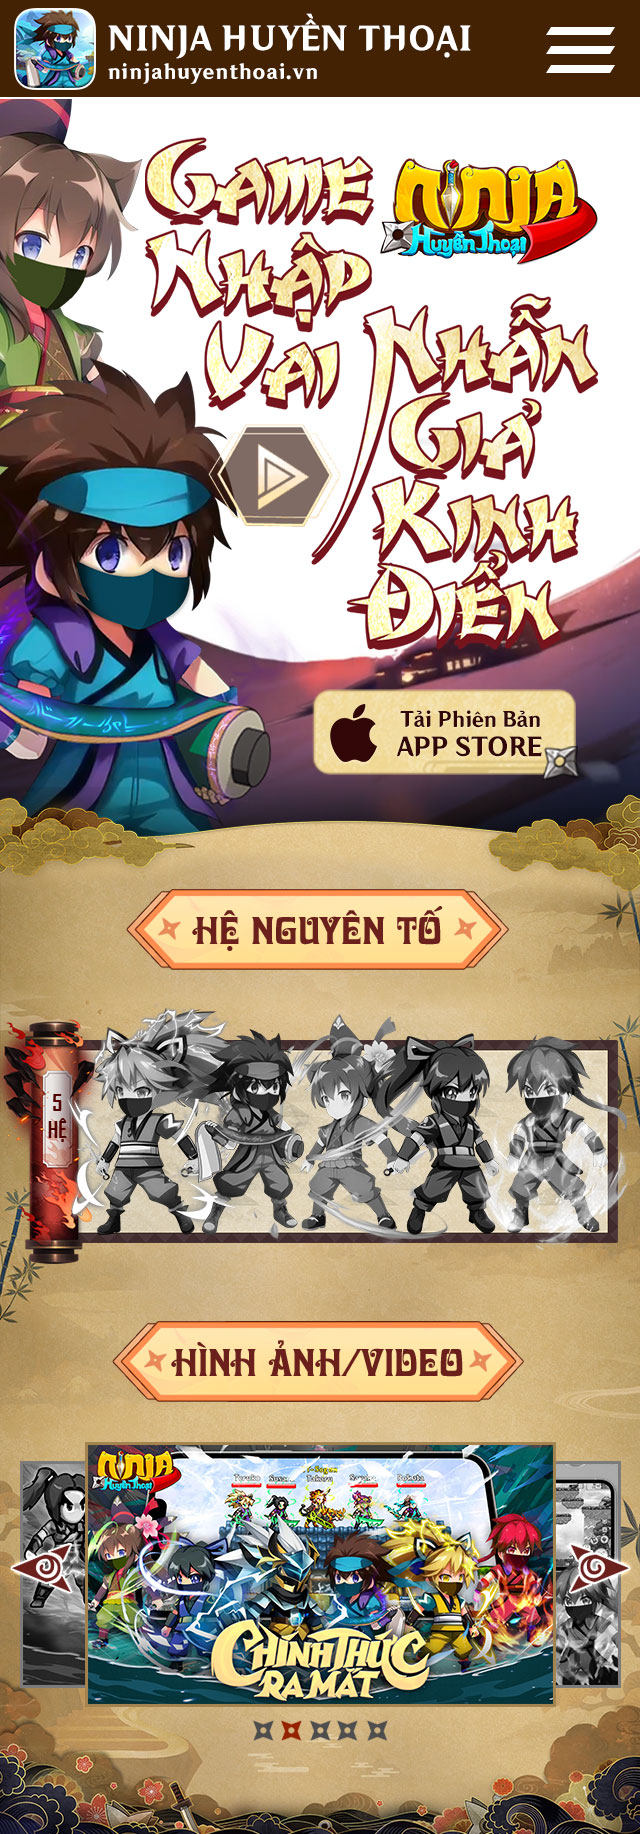 NINJA HUYỀN THOẠI
ninjahuyenthoai.vn
GAME
NHẬP
VAI
NINJA
Huyền Thoại
NHẪN
GIẢ
KINH
ĐIỂN
Tải Phiên Bản
APP STORE
HỆ NGUYÊN TỐ
5
HỆ
HÌNH ẢNH/VIDEO
NINJA
Huyền Thoại
CHÍNH THỨC
RA MẮT